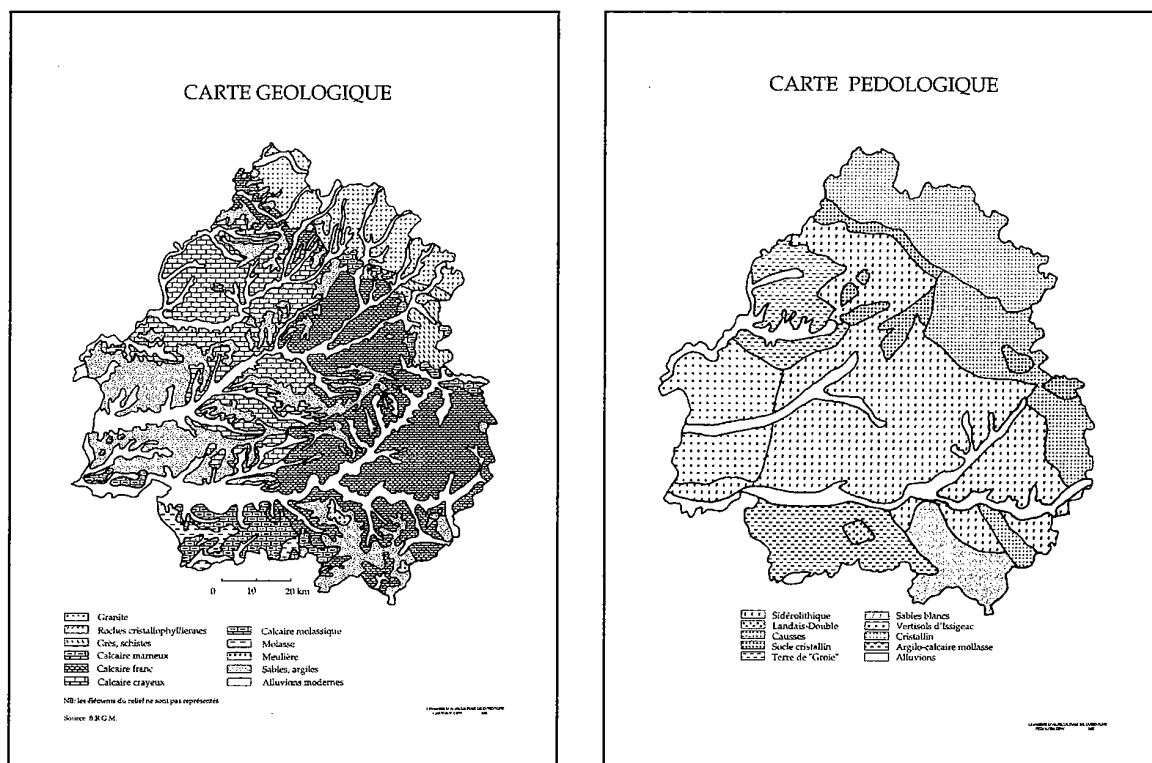 CARTE GEOLOGIQUE
0 10 20 km
Granite
Roches cristallophylliennes
Grès, schistes
Calcaire marneux
Calcaire franc
Calcaire crayeux
Calcaire molassique
Molasse
Meulière
Sables, argiles
Alluvions modernes
NB: les éléments du relief ne sont pas représentés
Source B.R.G.M.
CARTE PEDOLOGIQUE
Sidérolithique
Landais-Double
Causses
Socle cristallin
Terre de "Groie"
Sables blancs
Vertisols d'Issigeac
Cristallin
Argilo-calcaire mollasse
Alluvions